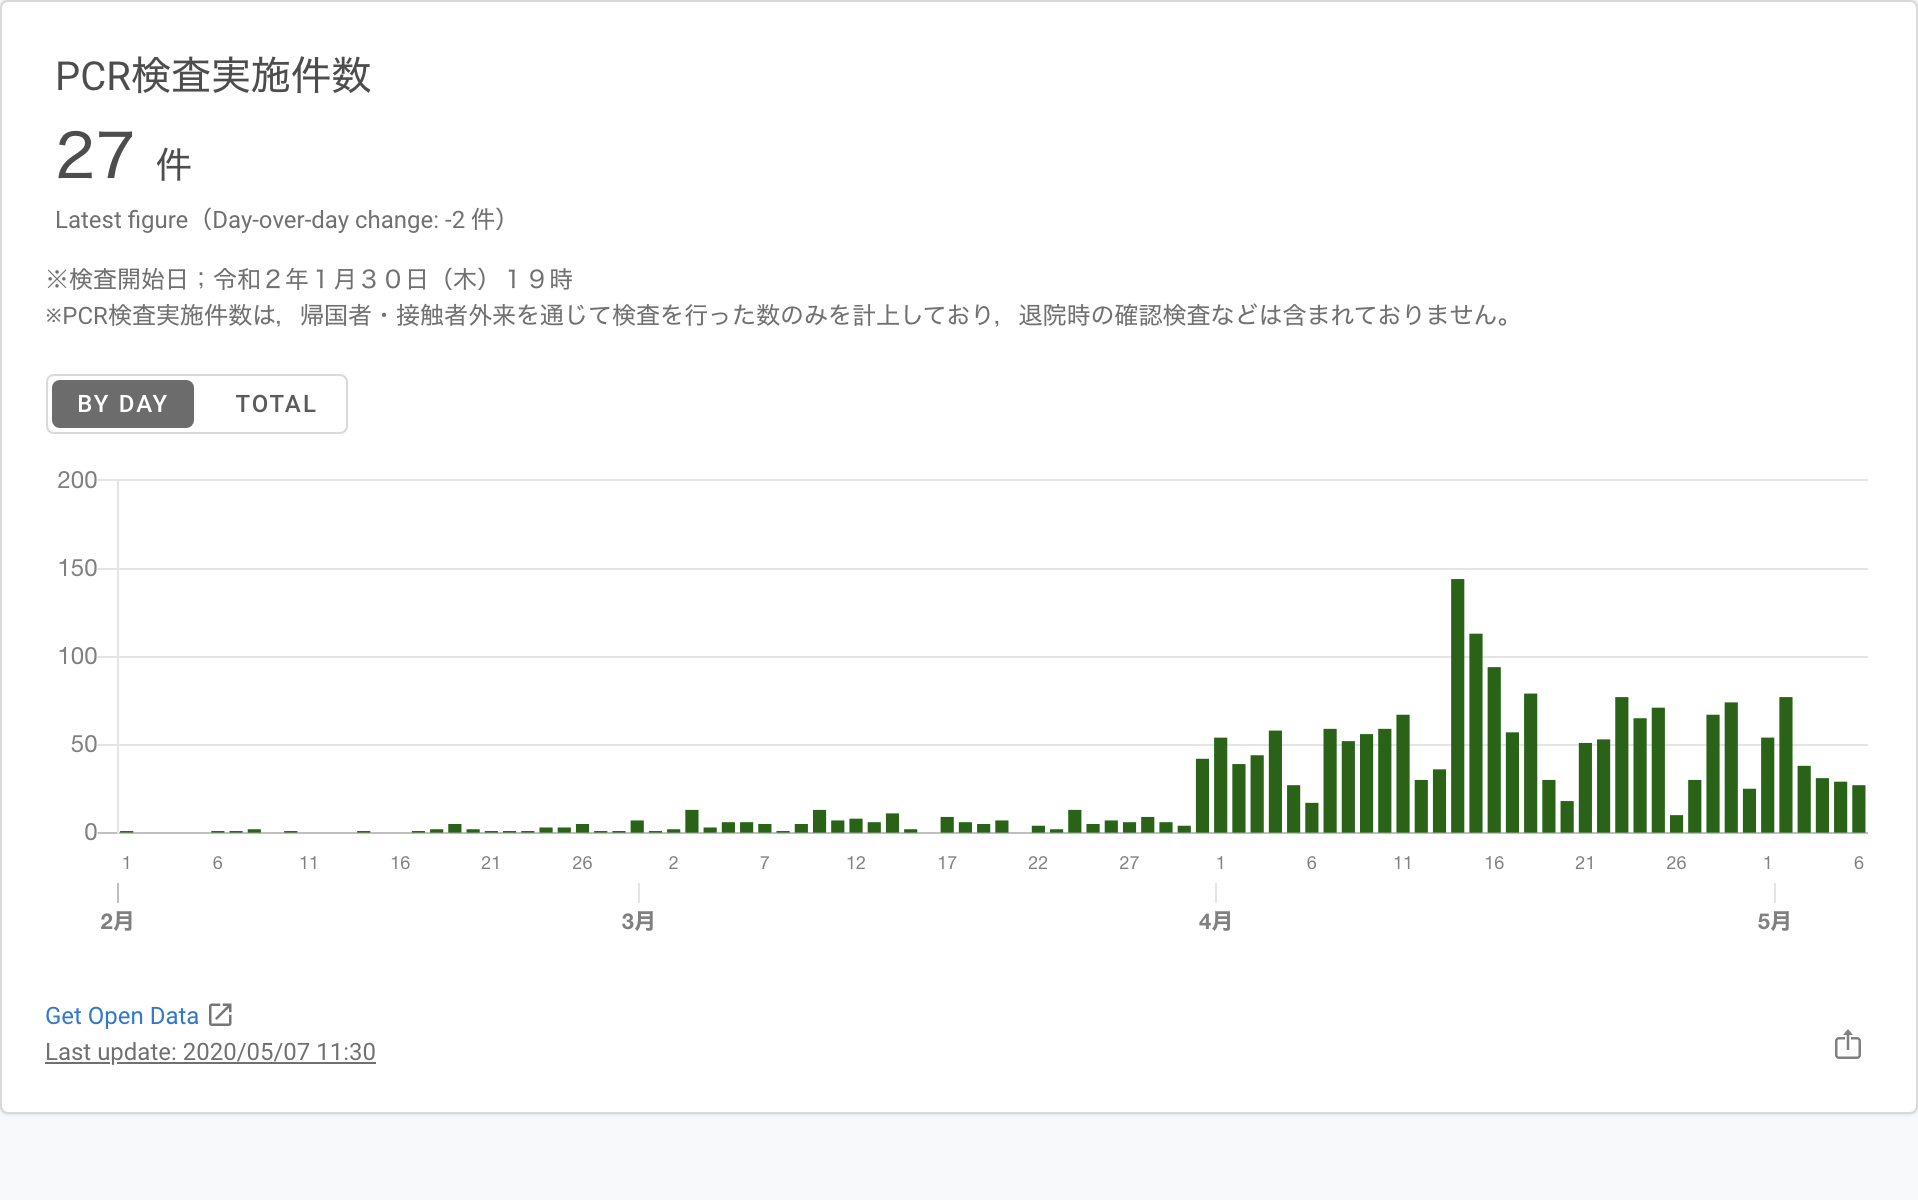 PCR検査実施件数
27 件
Latest figure（Day-over-day change: -2 件）
※検査開始日；令和２年１月３０日（木）１９時
※PCR検査実施件数は，帰国者・接触者外来を通じて検査を行った数のみを計上しており，退院時の確認検査などは含まれておりません。
BY DAY TOTAL
200
150
100
50
0
1 6 11 16 21 26 2 7 12 17 22 27 1 6 11 16 21 26 1 6
2月 3月 4月 5月
Get Open Data
Last update: 2020/05/07 11:30